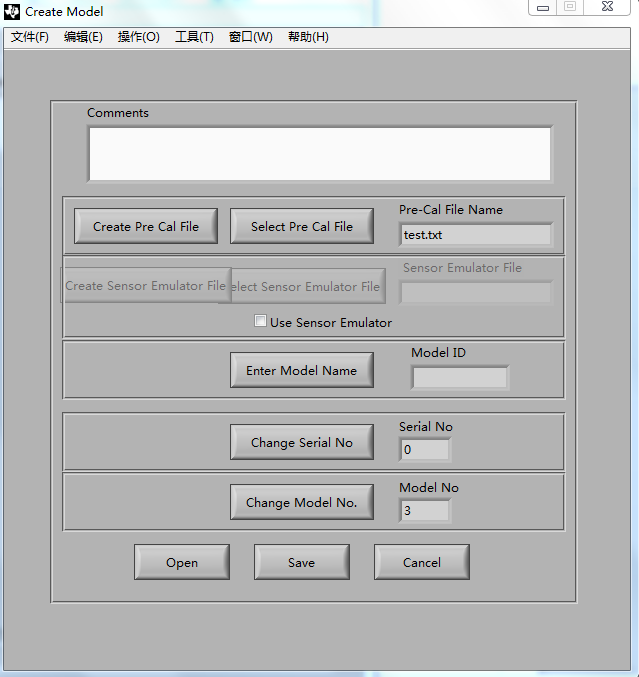 Create Model
文件(F) 编辑(E) 操作(O) 工具(T) 窗口(W) 帮助(H)
Comments
Create Pre Cal File
Select Pre Cal File
Pre-Cal File Name
test.txt
Create Sensor Emulator File
elect Sensor Emulator File
Sensor Emulator File
Use Sensor Emulator
Enter Model Name
Model ID
Change Serial No
Serial No
0
Change Model No.
Model No
3
Open
Save
Cancel